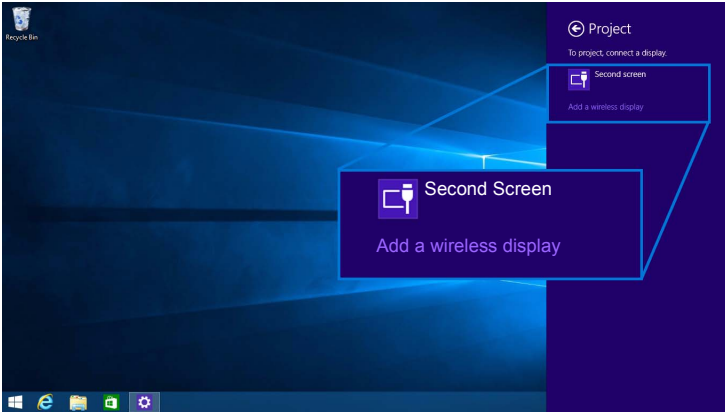 Recycle Bin
Project
To project, connect a display.
Second screen
Add a wireless display
Second Screen
Add a wireless display